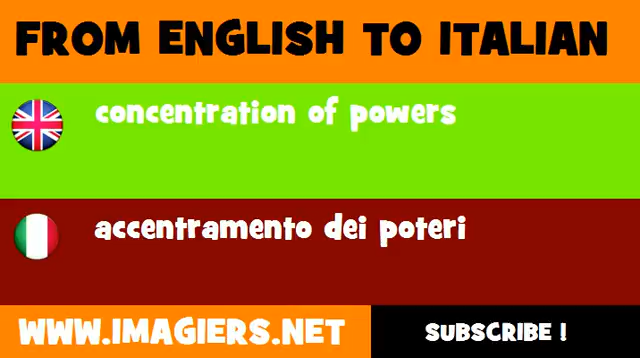 FROM ENGLISH TO ITALIAN
concentration of powers
accentramento dei poteri
WWW.IMAGIERS.NET
SUBSCRIBE !